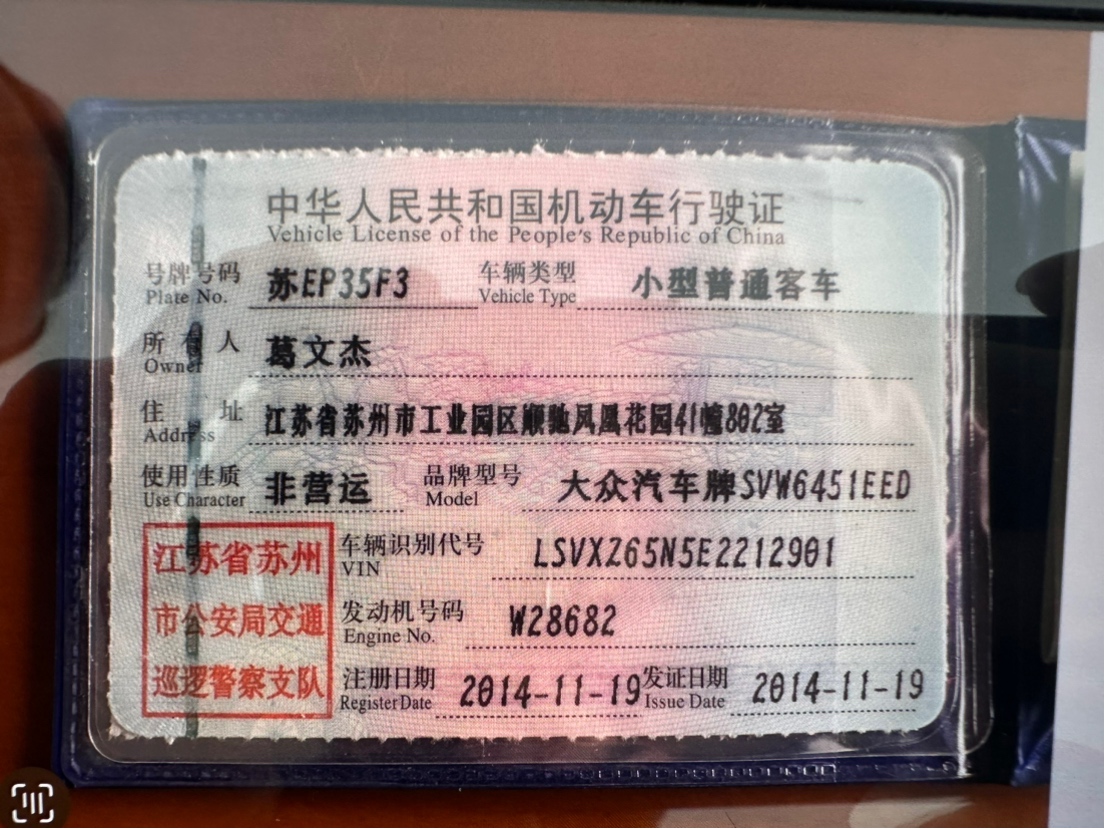 中华人民共和国机动车行驶证
Vehicle License of the People's Republic of China
号牌号码 苏EP35F3 车辆类型 小型普通客车
Plate No. Vehicle Type
所有人 葛文杰
Owner
住址 江苏省苏州市工业园区顺驰凤凰花园41幢802室
Address
使用性质 非营运 品牌型号 大众汽车牌SVW6451EED
Use Character Model
江苏省苏州
市公安局交通
巡逻警察支队
车辆识别代号 LSVXZ65N5E2212901
VIN
发动机号码 W28682
Engine No.
注册日期 2014-11-19 发证日期 2014-11-19
Register Date Issue Date